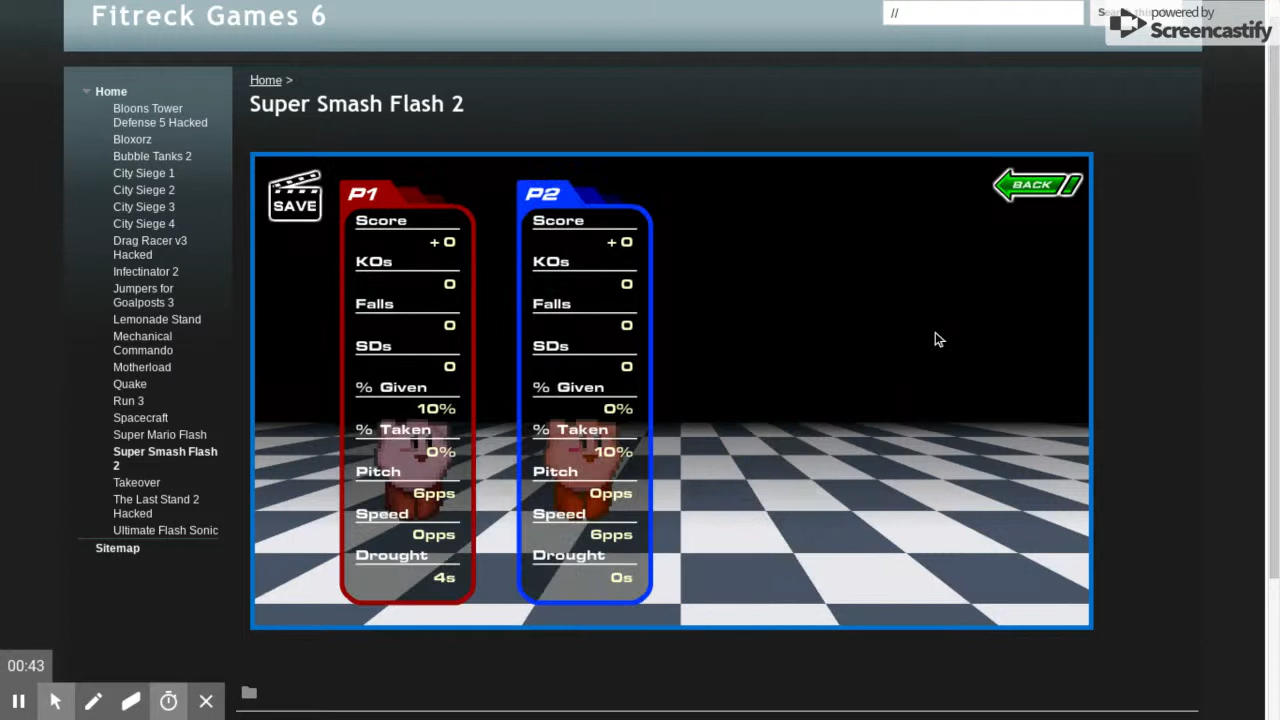 Fitreck Games 6
//
powered by
Screencastify
Home
Bloons Tower
Defense 5 Hacked
Bloxorz
Bubble Tanks 2
City Siege 1
City Siege 2
City Siege 3
City Siege 4
Drag Racer v3
Hacked
Infectinator 2
Jumpers for
Goalposts 3
Lemonade Stand
Mechanical
Commando
Motherload
Quake
Run 3
Spacecraft
Super Mario Flash
Super Smash Flash
2
Takeover
The Last Stand 2
Hacked
Ultimate Flash Sonic
Sitemap
Home >
Super Smash Flash 2
SAVE
P1
Score
+0
KOs
0
Falls
0
SDs
0
% Given
10%
% Taken
0%
Pitch
6pps
Speed
0pps
Drought
4s
P2
Score
+0
KOs
0
Falls
0
SDs
0
% Given
0%
% Taken
10%
Pitch
0pps
Speed
6pps
Drought
0s
BACK
00:43